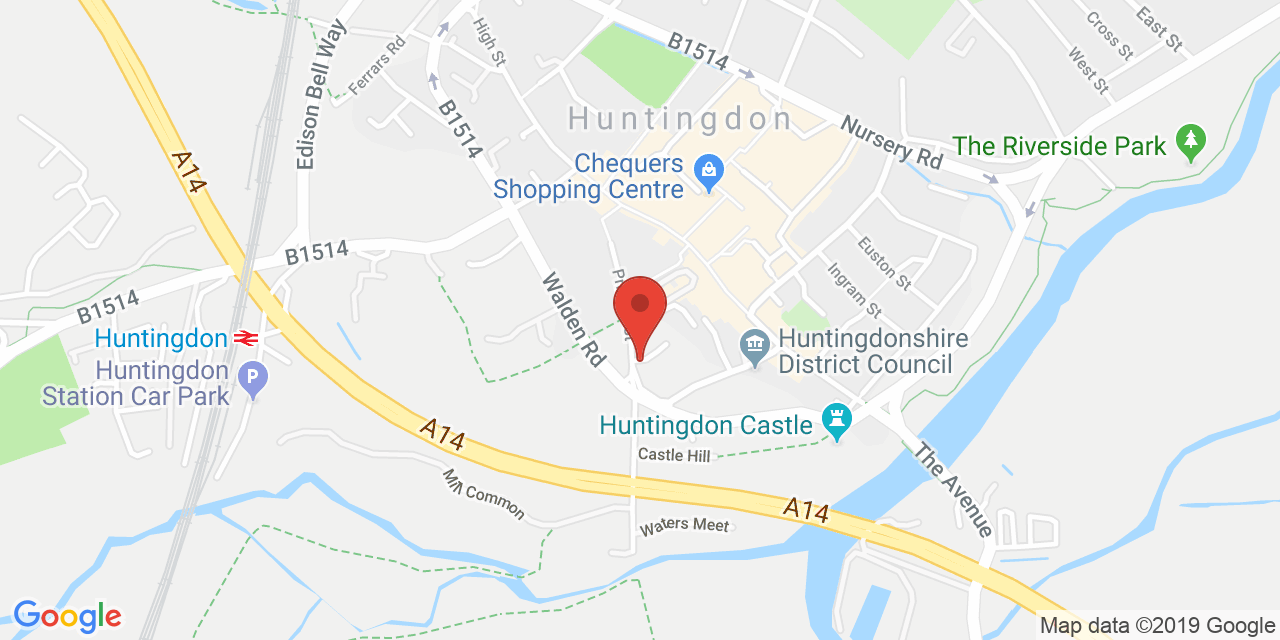 High St
East St
Cross St
West St
B1514
Ferrars Rd
Edison Bell Way
B1514
Huntingdon
Nursery Rd
The Riverside Park
A14
Chequers
Shopping Centre
B1514
Euston St
Ingram St
Walden Rd
B1514
Huntingdon
Huntingdon
Station Car Park
P
Huntingdonshire
District Council
Huntingdon Castle
A14
Castle Hill
The Avenue
Common
A14
Waters Meet
Google
Map data ©2019 Google